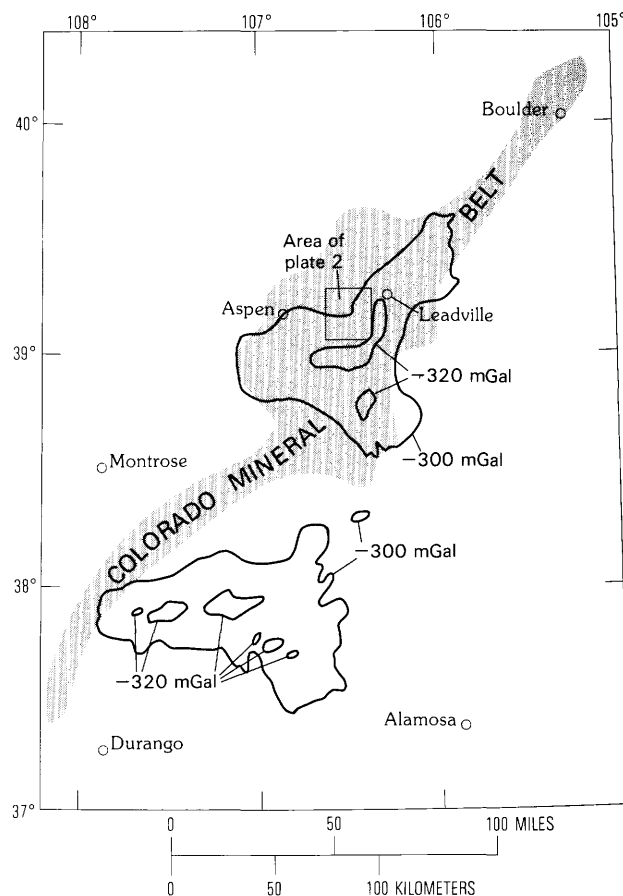 108° 107° 106° 105°
Boulder
40°
BELT
Area of
plate 2
Aspen
Leadville
39°
−320 mGal
−300 mGal
Montrose
COLORADO MINERAL
−300 mGal
38°
−320 mGal
Alamosa
Durango
37°
0 50 100 MILES
0 50 100 KILOMETERS